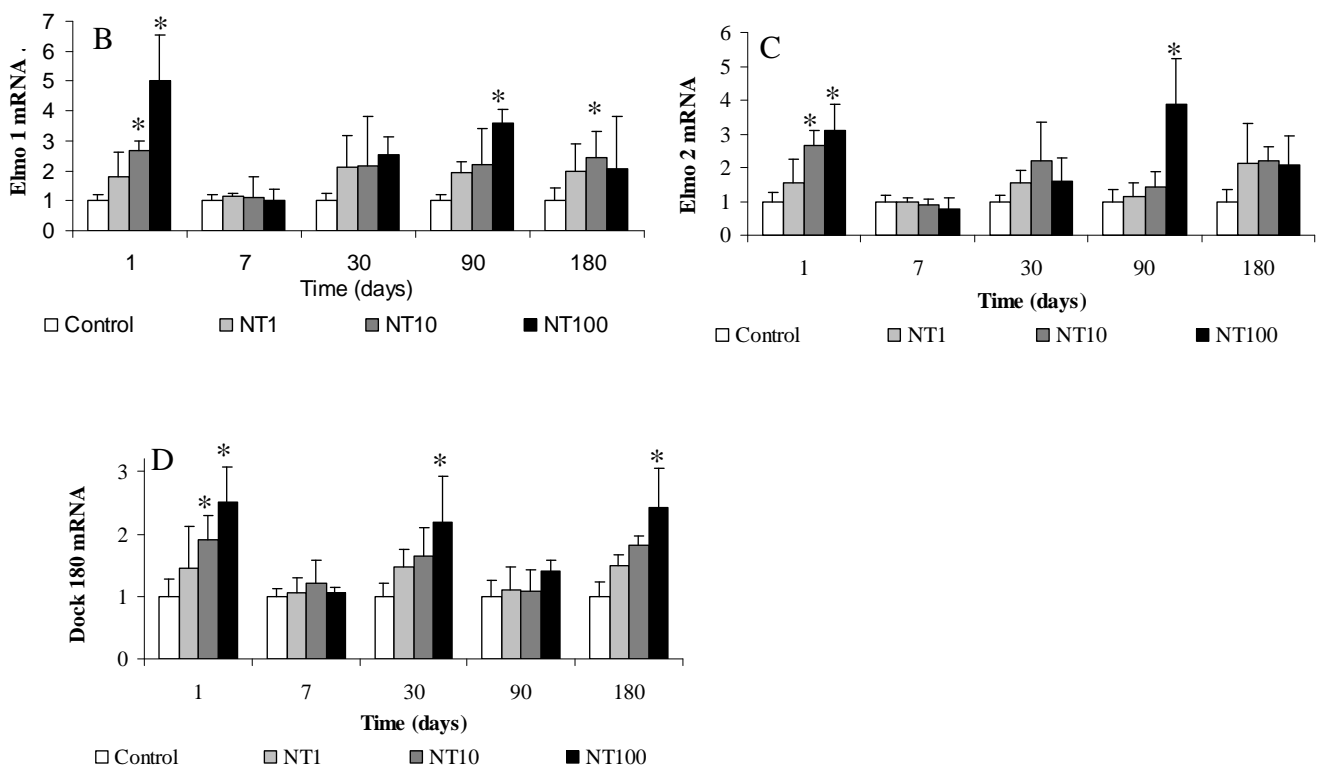 B
Elmo 1 mRNA .
7
6
5
4
3
2
1
0
* * * *
1 7 30 90 180
Time (days)
Control NT1 NT10 NT100
C
Elmo 2 mRNA
6
5
4
3
2
1
0
* * *
1 7 30 90 180
Time (days)
Control NT1 NT10 NT100
D
Dock 180 mRNA
3
2
1
0
* * * *
1 7 30 90 180
Time (days)
Control NT1 NT10 NT100